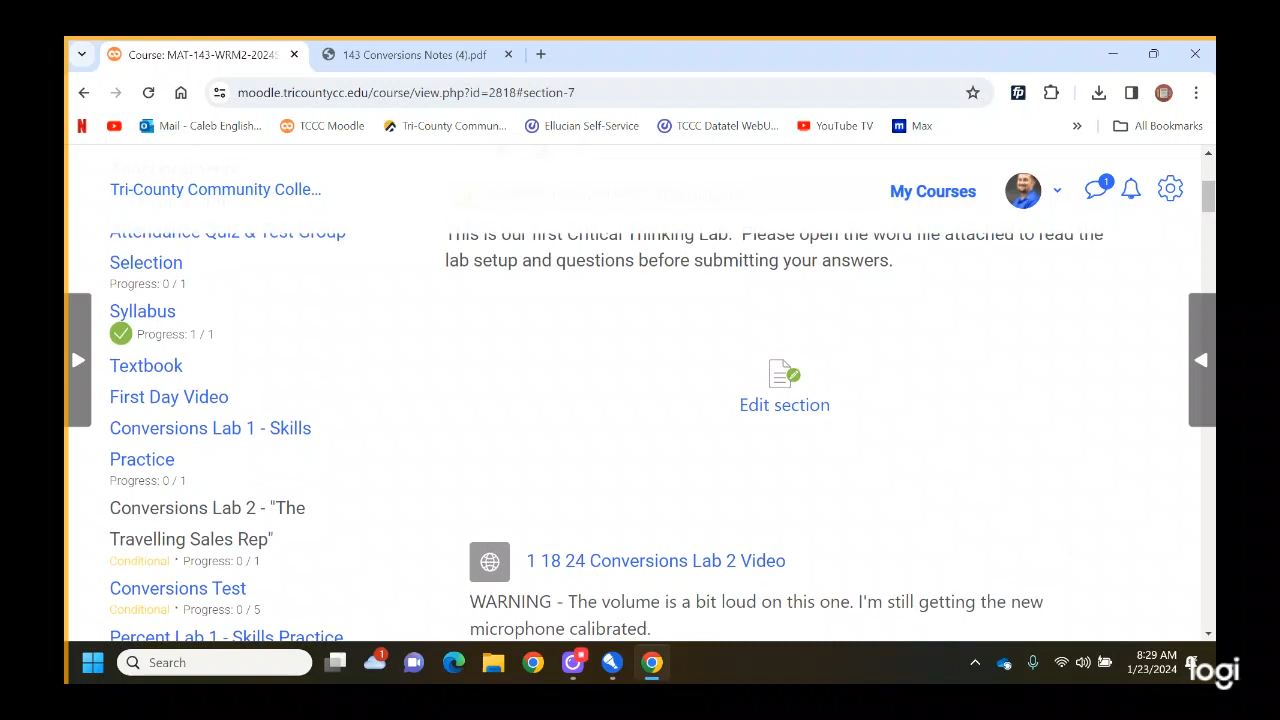 Course: MAT-143-WRM2-2024S
143 Conversions Notes (4).pdf
moodle.tricountycc.edu/course/view.php?id=2818#section-7
Mail - Caleb English...
TCCC Moodle
Tri-County Commun...
Ellucian Self-Service
TCCC Datatel WebU...
YouTube TV
Max
All Bookmarks
Tri-County Community Colle...
My Courses
1
Attendance Quiz & Test Group
Selection
Progress: 0 / 1
Syllabus
Progress: 1 / 1
Textbook
First Day Video
Conversions Lab 1 - Skills
Practice
Progress: 0 / 1
Conversions Lab 2 - "The
Travelling Sales Rep"
Conditional · Progress: 0 / 1
Conversions Test
Conditional · Progress: 0 / 5
Percent Lab 1 - Skills Practice
This is our first Critical Thinking Lab. Please open the word file attached to read the
lab setup and questions before submitting your answers.
Edit section
1 18 24 Conversions Lab 2 Video
WARNING - The volume is a bit loud on this one. I'm still getting the new
microphone calibrated.
Search
1
8:29 AM
1/23/2024
logi